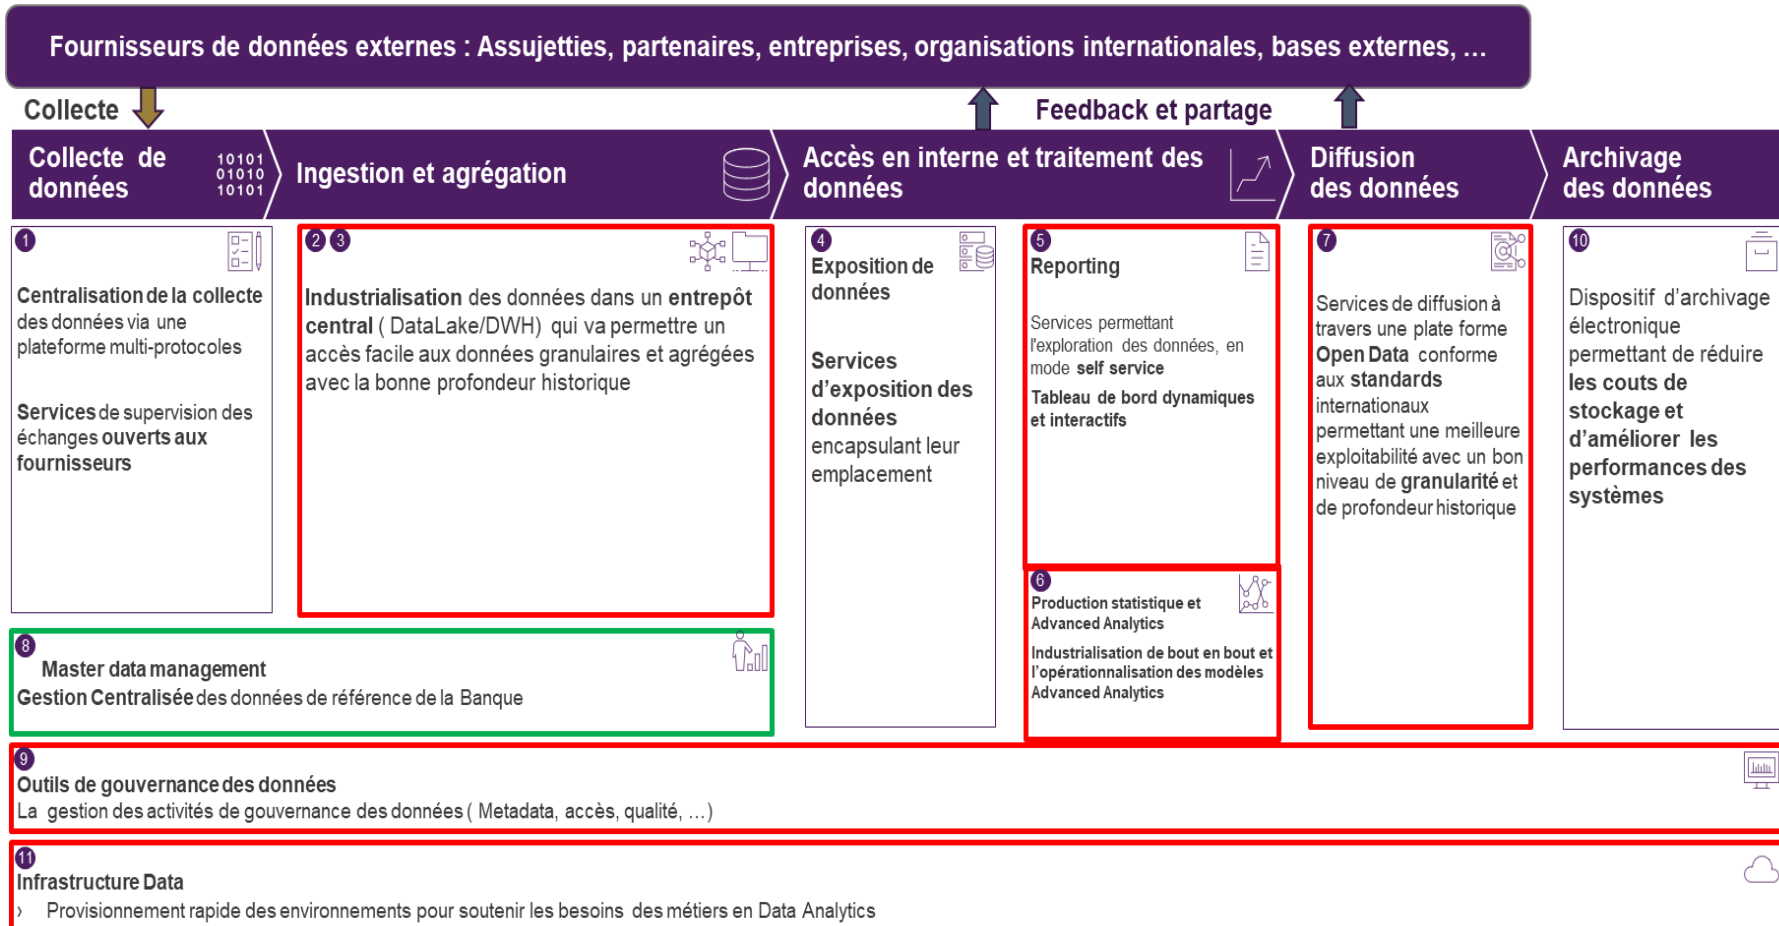 Fournisseurs de données externes : Assujetties, partenaires, entreprises, organisations internationales, bases externes, …
Collecte
Feedback et partage
Collecte de
données
10101
01010
10101
Ingestion et agrégation
Accès en interne et traitement des
données
Diffusion
des données
Archivage
des données
1
Centralisation de la collecte
des données via une
plateforme multi-protocoles
Services de supervision des
échanges ouverts aux
fournisseurs
2 3
Industrialisation des données dans un entrepôt
central ( DataLake/DWH) qui va permettre un
accès facile aux données granulaires et agrégées
avec la bonne profondeur historique
4
Exposition de
données
Services
d'exposition des
données
encapsulant leur
emplacement
5
Reporting
Services permettant
l'exploration des données, en
mode self service
Tableau de bord dynamiques
et interactifs
6
Production statistique et
Advanced Analytics
Industrialisation de bout en bout et
l'opérationnalisation des modèles
Advanced Analytics
7
Services de diffusion à
travers une plate forme
Open Data conforme
aux standards
internationaux
permettant une meilleure
exploitabilité avec un bon
niveau de granularité et
de profondeur historique
10
Dispositif d'archivage
électronique
permettant de réduire
les couts de
stockage et
d'améliorer les
performances des
systèmes
8
Master data management
Gestion Centralisée des données de référence de la Banque
9
Outils de gouvernance des données
La gestion des activités de gouvernance des données ( Metadata, accès, qualité, …)
11
Infrastructure Data
› Provisionnement rapide des environnements pour soutenir les besoins des métiers en Data Analytics